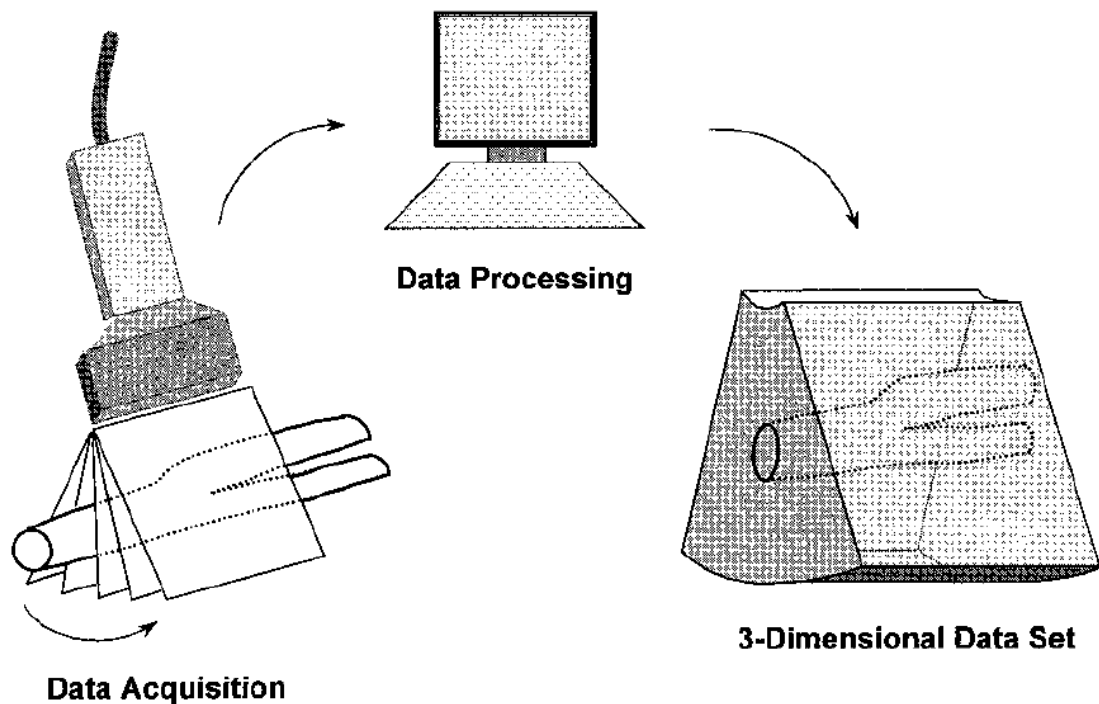 Data Processing
3-Dimensional Data Set
Data Acquisition